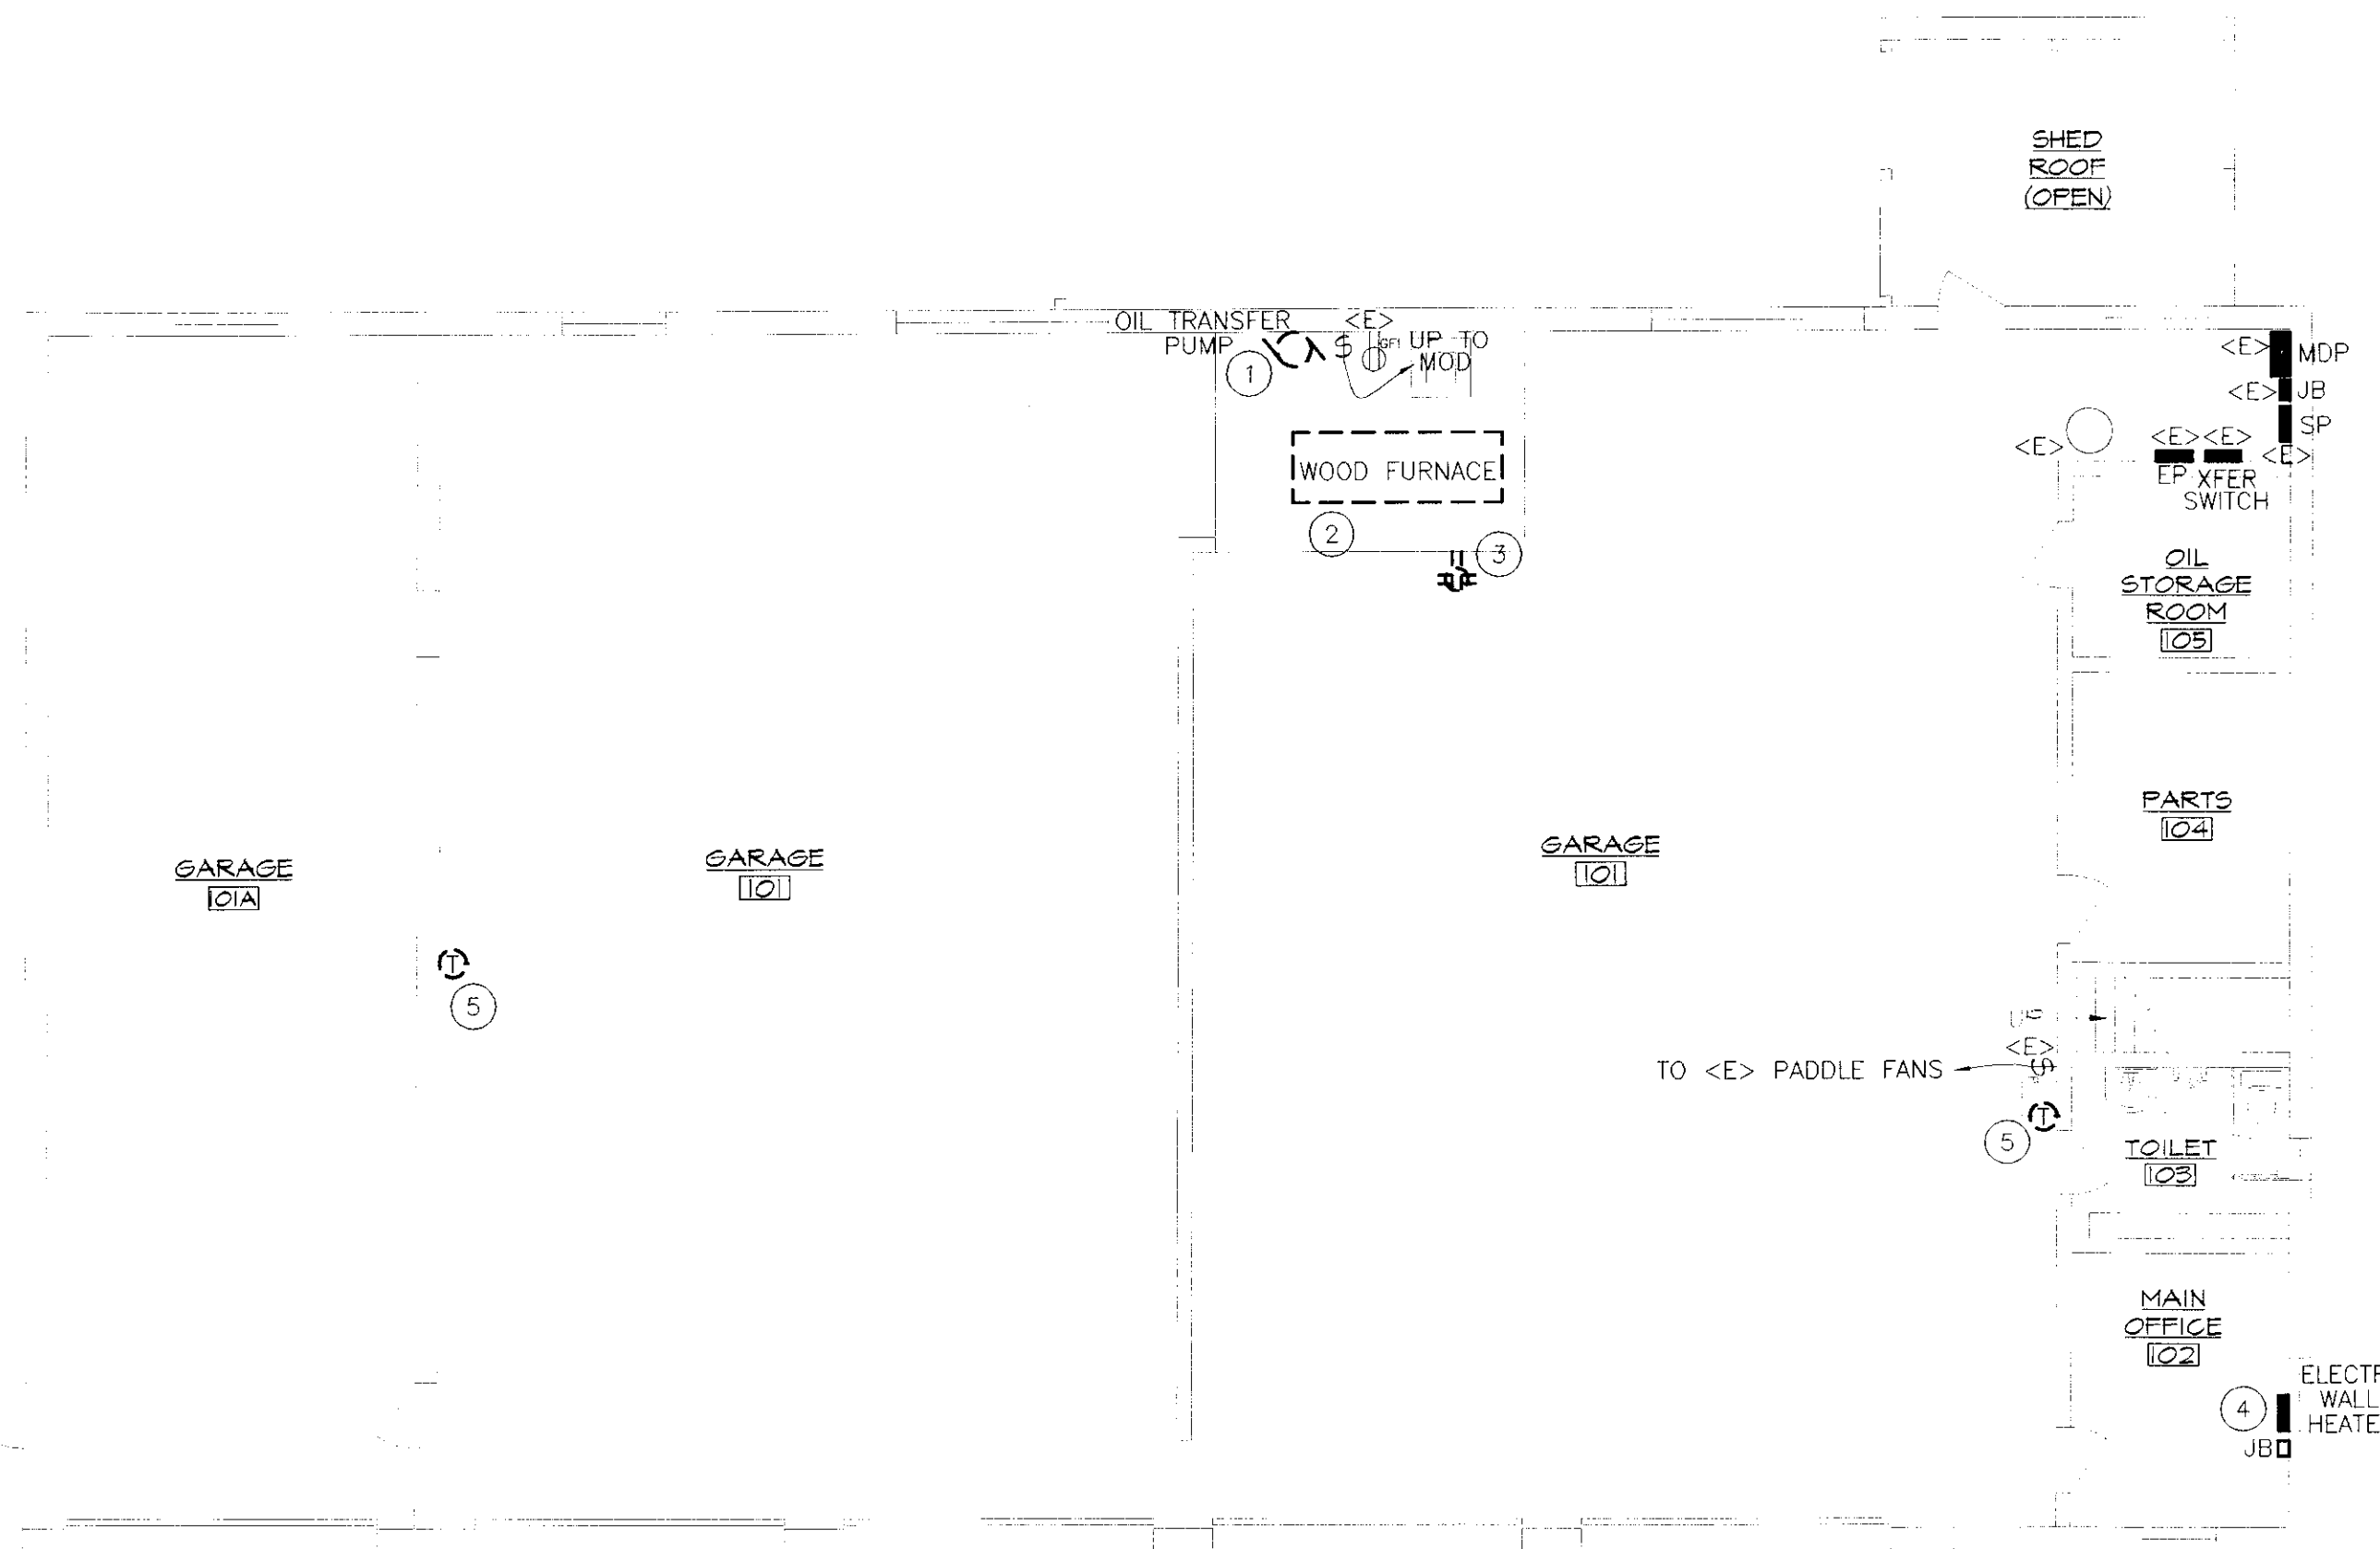 SHED
ROOF
(OPEN)
OIL TRANSFER
PUMP
1
<E>
$
GFI
UP TO
MOD
WOOD FURNACE
2
3
<E>
MDP
<E>
JB
SP
<E>
<E>
<E>
<E>
EP
XFER
SWITCH
OIL
STORAGE
ROOM
105
PARTS
104
GARAGE
101A
GARAGE
101
GARAGE
101
T
5
UP
<E>
$
TO <E> PADDLE FANS
T
5
TOILET
103
MAIN
OFFICE
102
WALL
4
JB